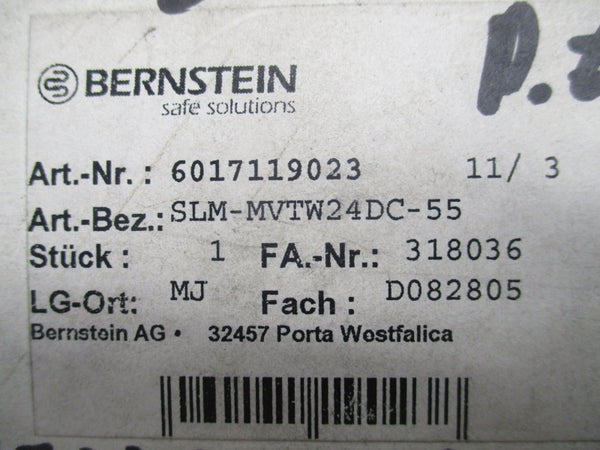 BERNSTEIN
safe solutions
Art.-Nr. : 6017119023 11/ 3
Art.-Bez.: SLM-MVTW24DC-55
Stück : 1 FA.-Nr.: 318036
LG-Ort: MJ Fach : D082805
Bernstein AG • 32457 Porta Westfalica